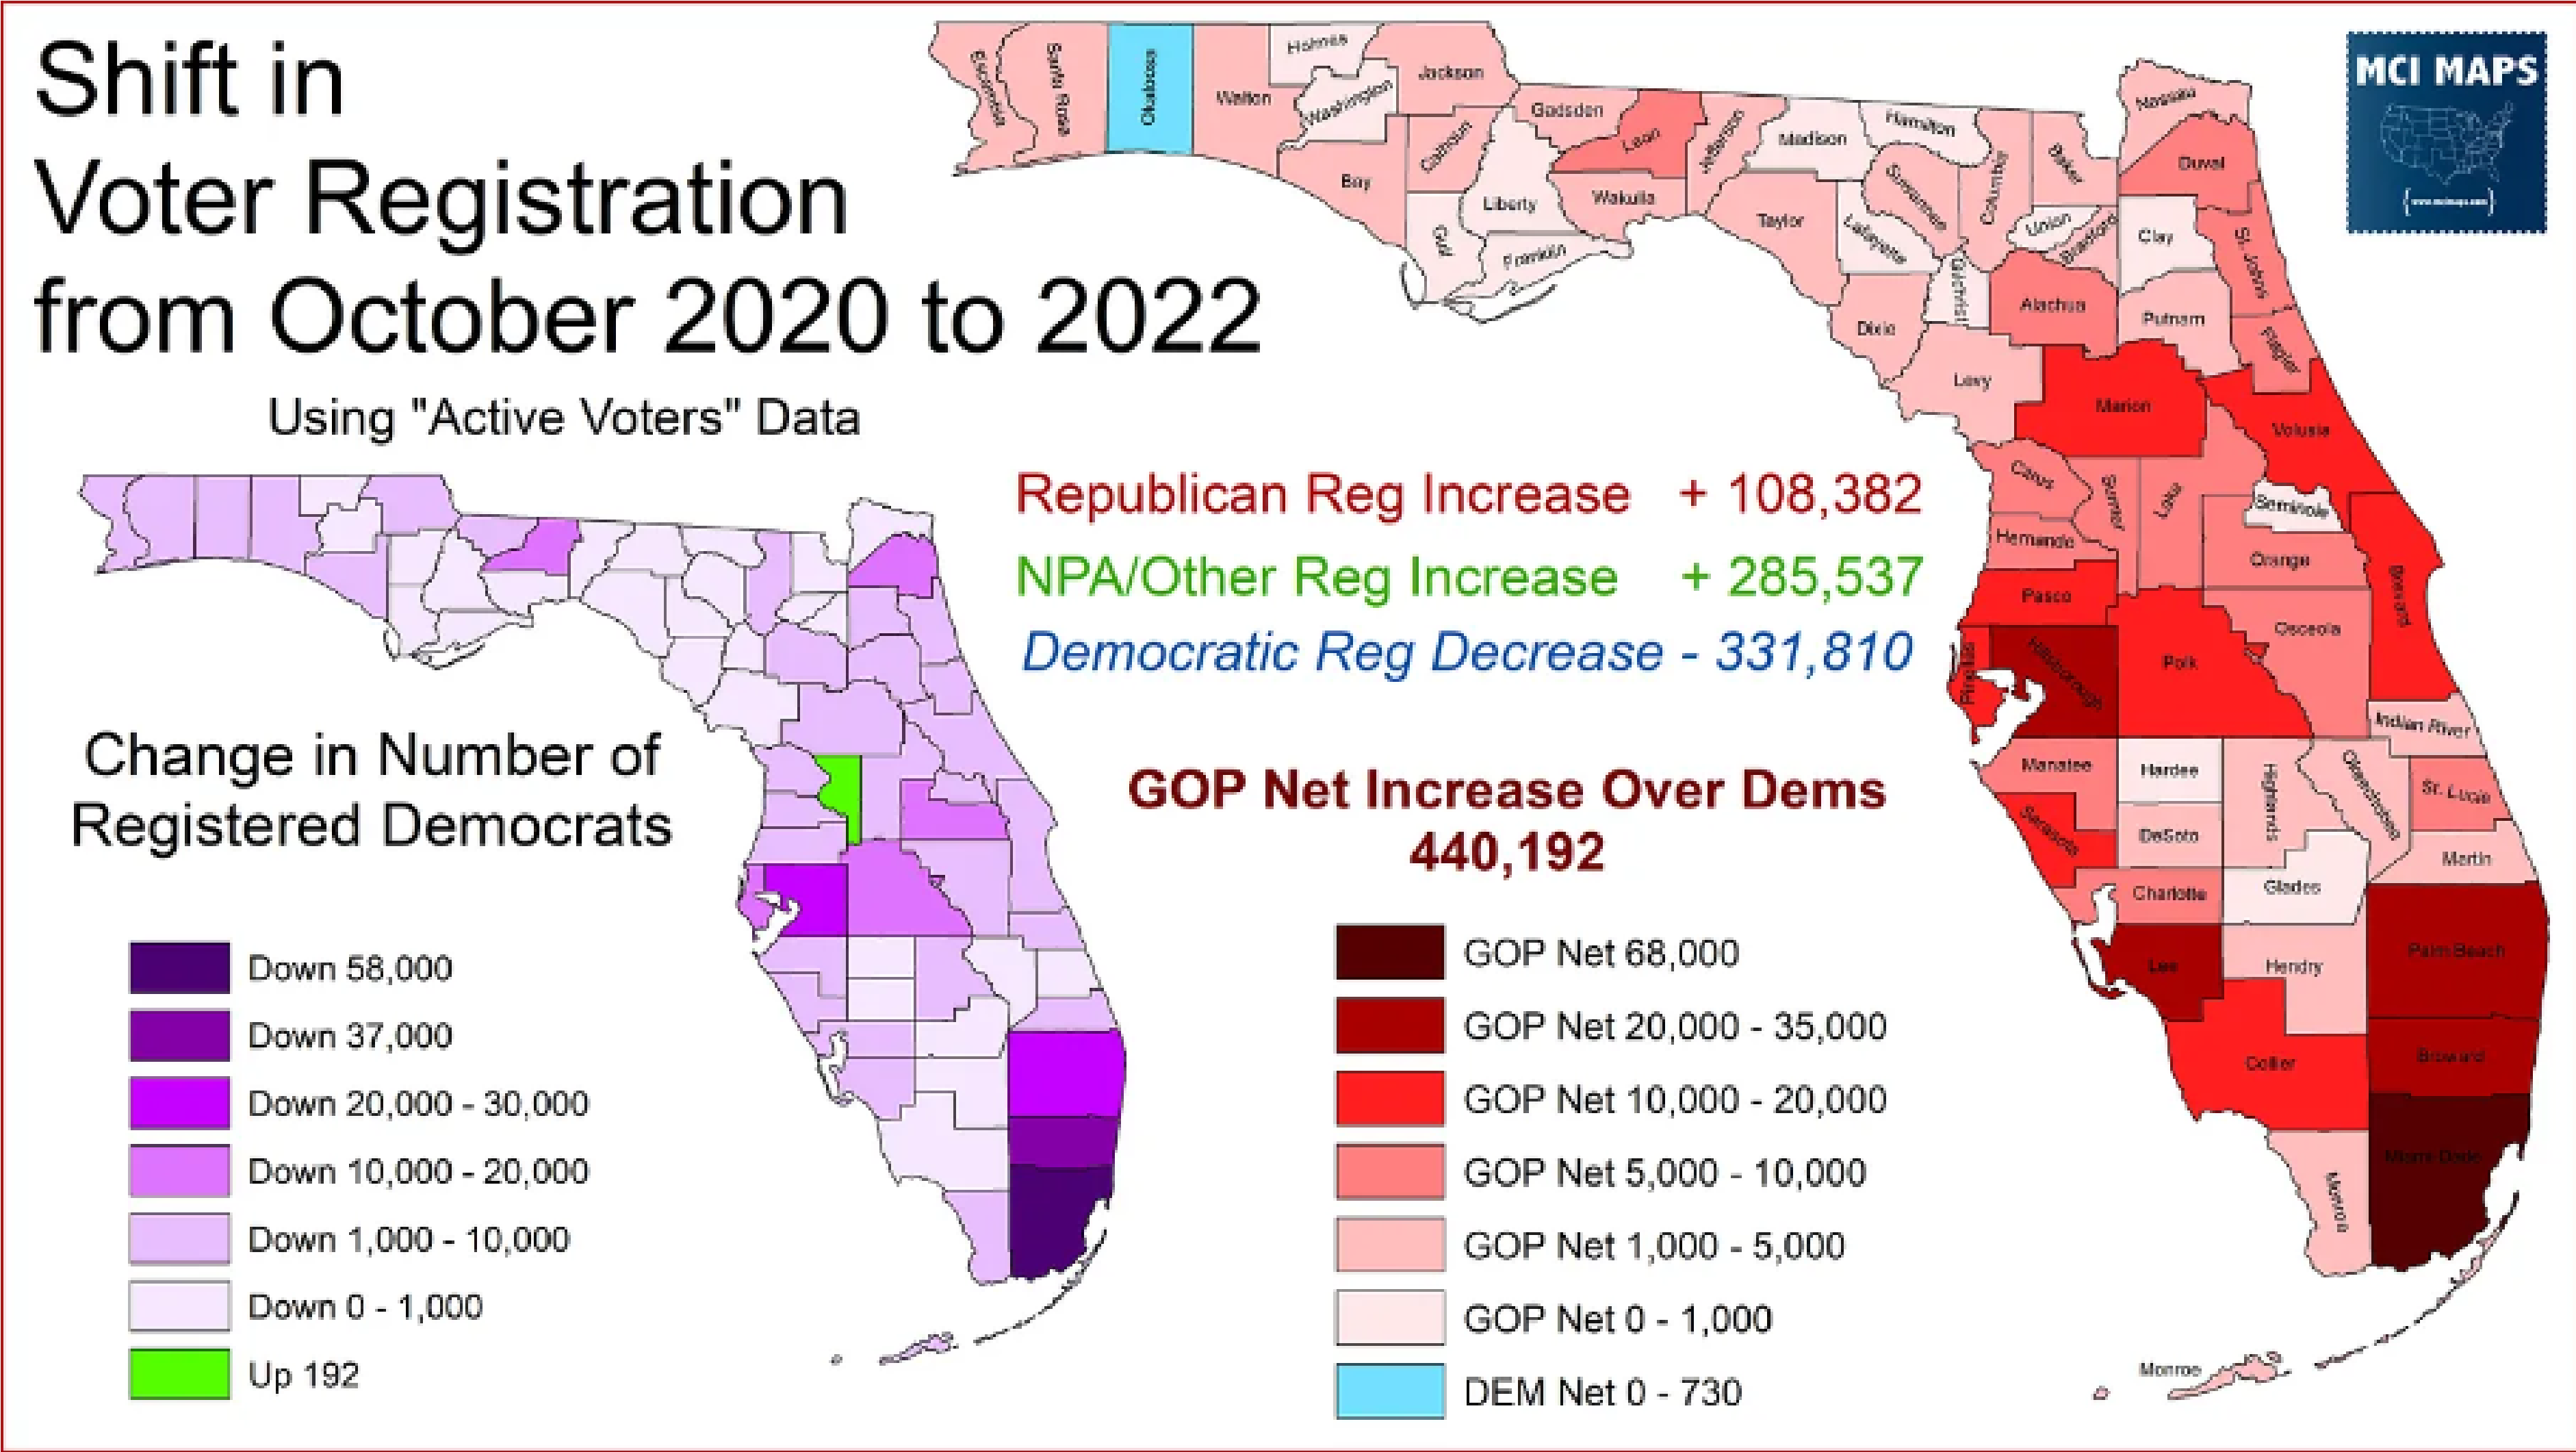 Shift in
Voter Registration
from October 2020 to 2022
Using "Active Voters" Data
MCI MAPS
www.mcimaps.com
Escambia
Santa Rosa
Okaloosa
Walton
Holmes
Washington
Jackson
Bay
Calhoun
Gulf
Liberty
Gadsden
Franklin
Leon
Wakulla
Jefferson
Madison
Taylor
Hamilton
Suwannee
Lafayette
Columbia
Dixie
Gilchrist
Baker
Union
Bradford
Nassau
Duval
Clay
St. Johns
Alachua
Putnam
Flagler
Levy
Marion
Volusia
Citrus
Sumter
Lake
Seminole
Hernando
Orange
Pasco
Brevard
Osceola
Pinellas
Hillsborough
Polk
Indian River
Manatee
Hardee
Highlands
Okeechobee
St. Lucie
Sarasota
DeSoto
Martin
Charlotte
Glades
Lee
Hendry
Palm Beach
Collier
Broward
Miami-Dade
Monroe
Monroe
Republican Reg Increase + 108,382
NPA/Other Reg Increase + 285,537
Democratic Reg Decrease - 331,810
GOP Net Increase Over Dems
440,192
Change in Number of
Registered Democrats
Down 58,000
Down 37,000
Down 20,000 - 30,000
Down 10,000 - 20,000
Down 1,000 - 10,000
Down 0 - 1,000
Up 192
GOP Net 68,000
GOP Net 20,000 - 35,000
GOP Net 10,000 - 20,000
GOP Net 5,000 - 10,000
GOP Net 1,000 - 5,000
GOP Net 0 - 1,000
DEM Net 0 - 730